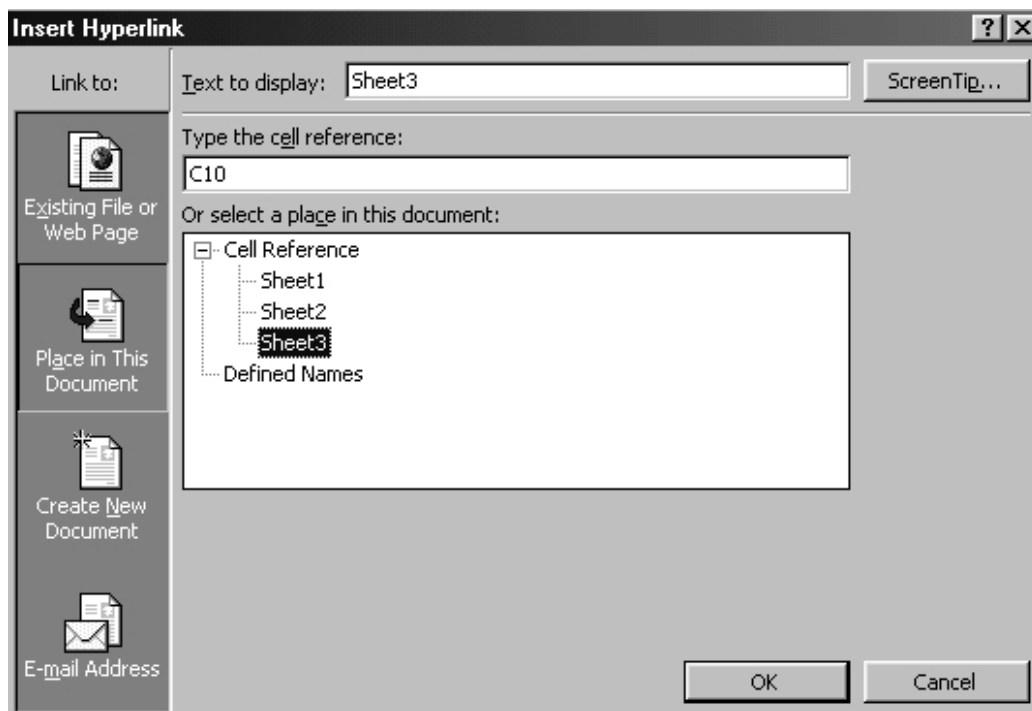 Insert Hyperlink
Link to:
Text to display:
Sheet3
ScreenTip...
Existing File or
Web Page
Place in This
Document
Create New
Document
E-mail Address
Type the cell reference:
C10
Or select a place in this document:
Cell Reference
Sheet1
Sheet2
Sheet3
Defined Names
OK
Cancel